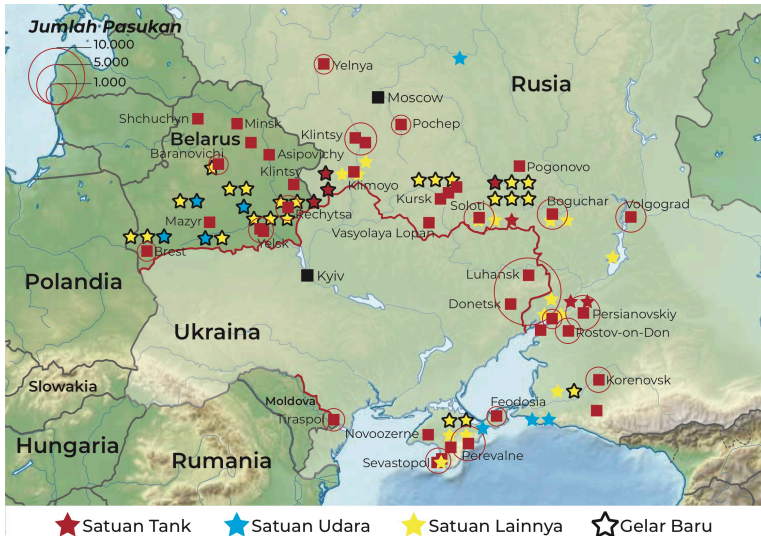 Jumlah Pasukan
10.000
5.000
1.000
Yelnya
Rusia
Moscow
Shchuchyn
Minsk
Klintsy
Pochep
Belarus
Baranovichi
Asipovichy
Pogonovo
Klintsy
Klimoyo
Kursk
Soloti
Boguchar
Volgograd
Rechytsa
Mazyr
Vasyolaya Lopan
Yelsk
Brest
Kyiv
Luhansk
Polandia
Donetsk
Persianovskiy
Ukraina
Rostov-on-Don
Slowakia
Korenovsk
Moldova
Feodosia
Tiraspol
Novoozerne
Hungaria
Rumania
Sevastopol
Perevalne
Satuan Tank
Satuan Udara
Satuan Lainnya
Gelar Baru